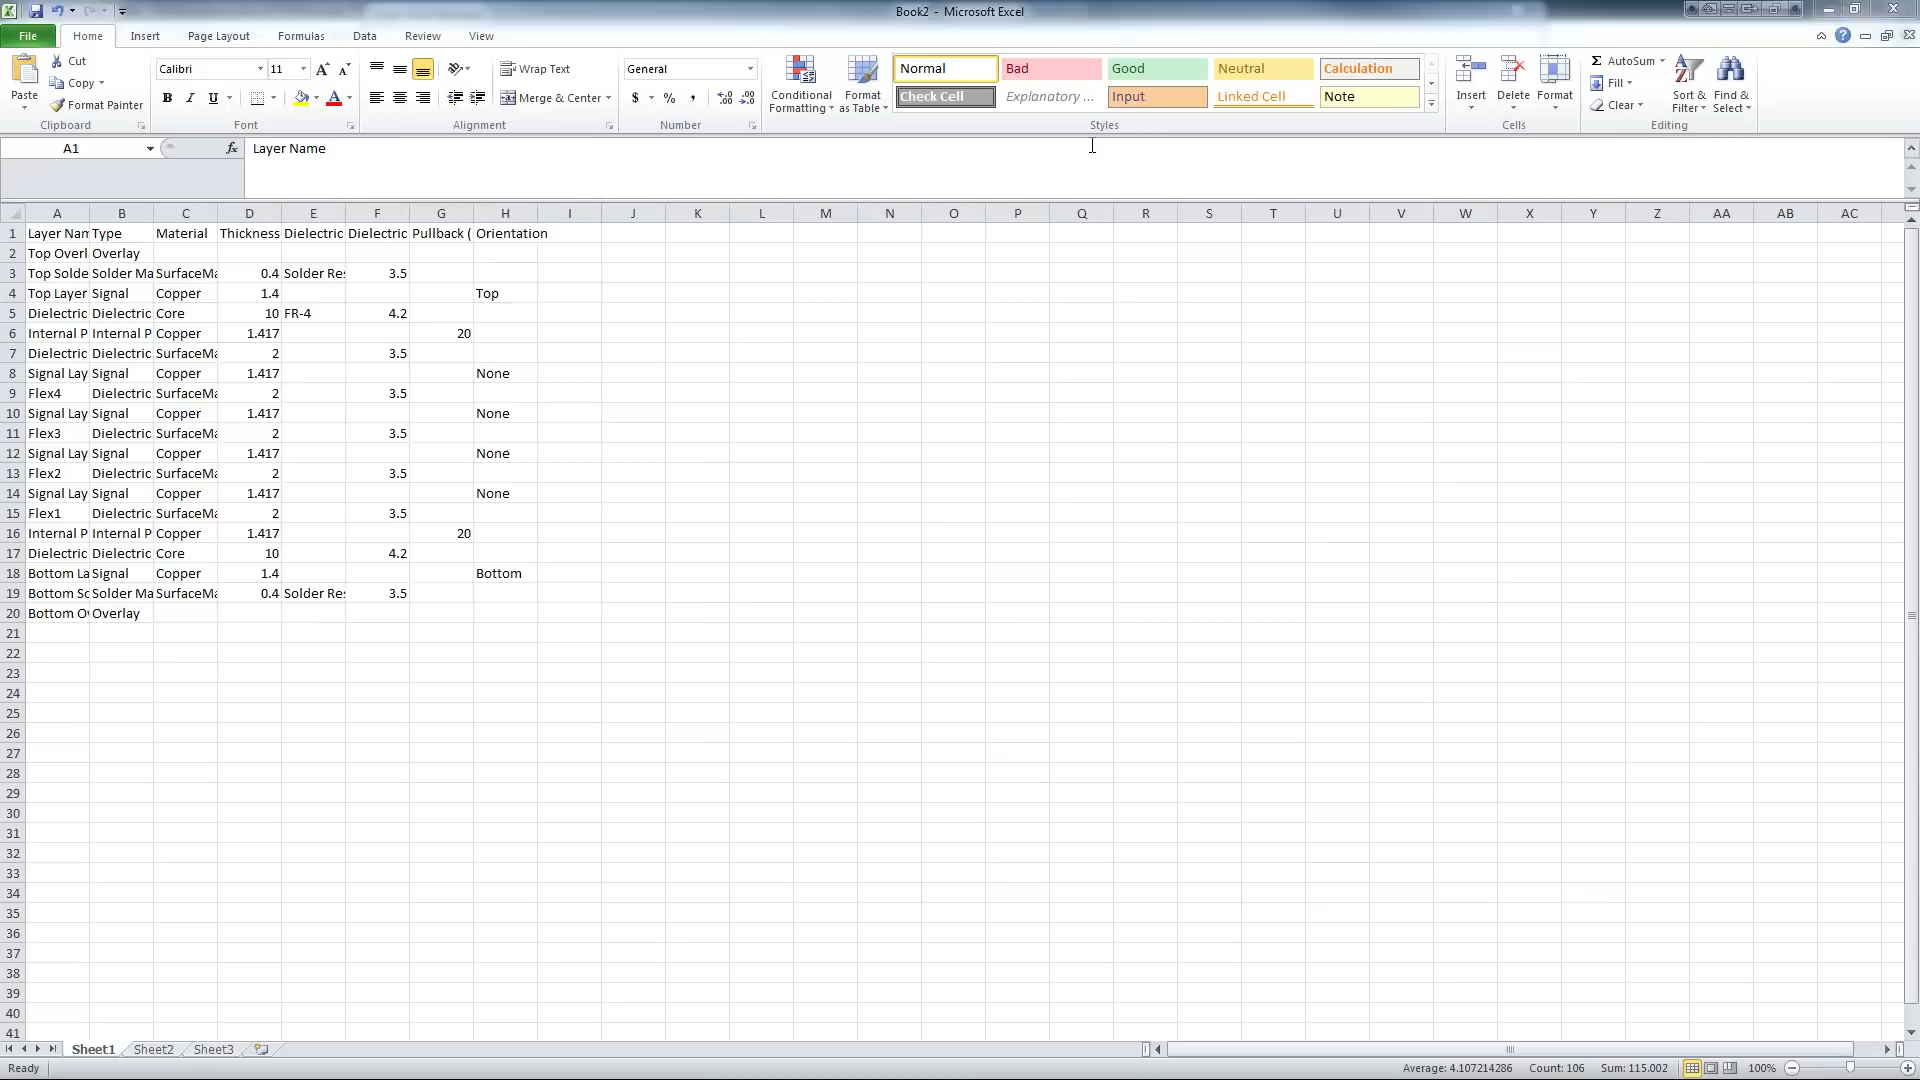 Book2 - Microsoft Excel
File Home Insert Page Layout Formulas Data Review View
Cut
Copy
Format Painter
Paste
Clipboard
Calibri 11
B I U
Font
Wrap Text
Merge & Center
Alignment
General
$ % ,
Number
Conditional Formatting
Format as Table
Normal Bad Good Neutral Calculation
Check Cell Explanatory ... Input Linked Cell Note
Styles
Insert Delete Format
Cells
Σ AutoSum
Fill
Clear
Sort & Filter
Find & Select
Editing
A1 fx Layer Name
A B C D E F G H I J K L M N O P Q R S T U V W X Y Z AA AB AC
1 Layer Nam Type Material Thickness Dielectric Dielectric Pullback ( Orientation
2 Top Overl Overlay
3 Top Solde Solder Ma SurfaceMa 0.4 Solder Res 3.5
4 Top Layer Signal Copper 1.4 Top
5 Dielectric Dielectric Core 10 FR-4 4.2
6 Internal P Internal P Copper 1.417 20
7 Dielectric Dielectric SurfaceMa 2 3.5
8 Signal Lay Signal Copper 1.417 None
9 Flex4 Dielectric SurfaceMa 2 3.5
10 Signal Lay Signal Copper 1.417 None
11 Flex3 Dielectric SurfaceMa 2 3.5
12 Signal Lay Signal Copper 1.417 None
13 Flex2 Dielectric SurfaceMa 2 3.5
14 Signal Lay Signal Copper 1.417 None
15 Flex1 Dielectric SurfaceMa 2 3.5
16 Internal P Internal P Copper 1.417 20
17 Dielectric Dielectric Core 10 4.2
18 Bottom La Signal Copper 1.4 Bottom
19 Bottom So Solder Ma SurfaceMa 0.4 Solder Res 3.5
20 Bottom Ov Overlay
21
22
23
24
25
26
27
28
29
30
31
32
33
34
35
36
37
38
39
40
41
Sheet1 Sheet2 Sheet3
Ready Average: 4.107214286 Count: 106 Sum: 115.002 100%